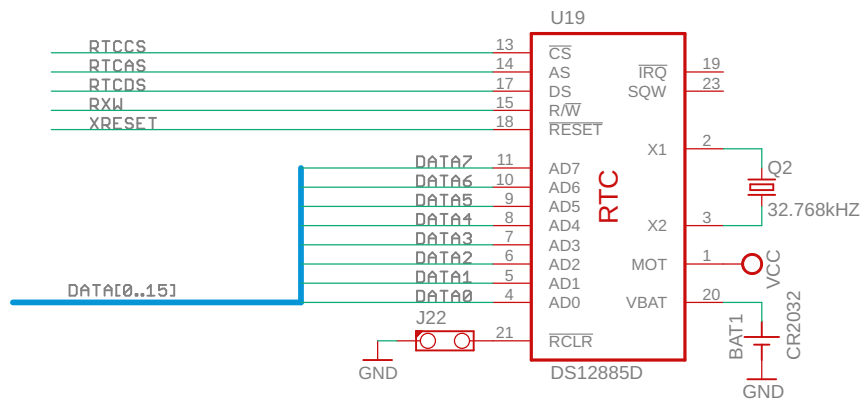 U19
RTCCS 13 CS
RTCAS 14 AS IRQ 19
RTCDS 17 DS SQW 23
RXW 15 R/W
XRESET 18 RESET
X1 2
DATA7 11 AD7 Q2
DATA6 10 AD6
DATA5 9 AD5 RTC 32.768kHZ
DATA4 8 AD4 X2 3
DATA3 7 AD3
DATA2 6 AD2 MOT 1 VCC
DATA1 5 AD1
DATA[0..15] DATA0 4 AD0 VBAT 20
J22 BAT1 CR2032
21 RCLR
GND DS12885D
GND